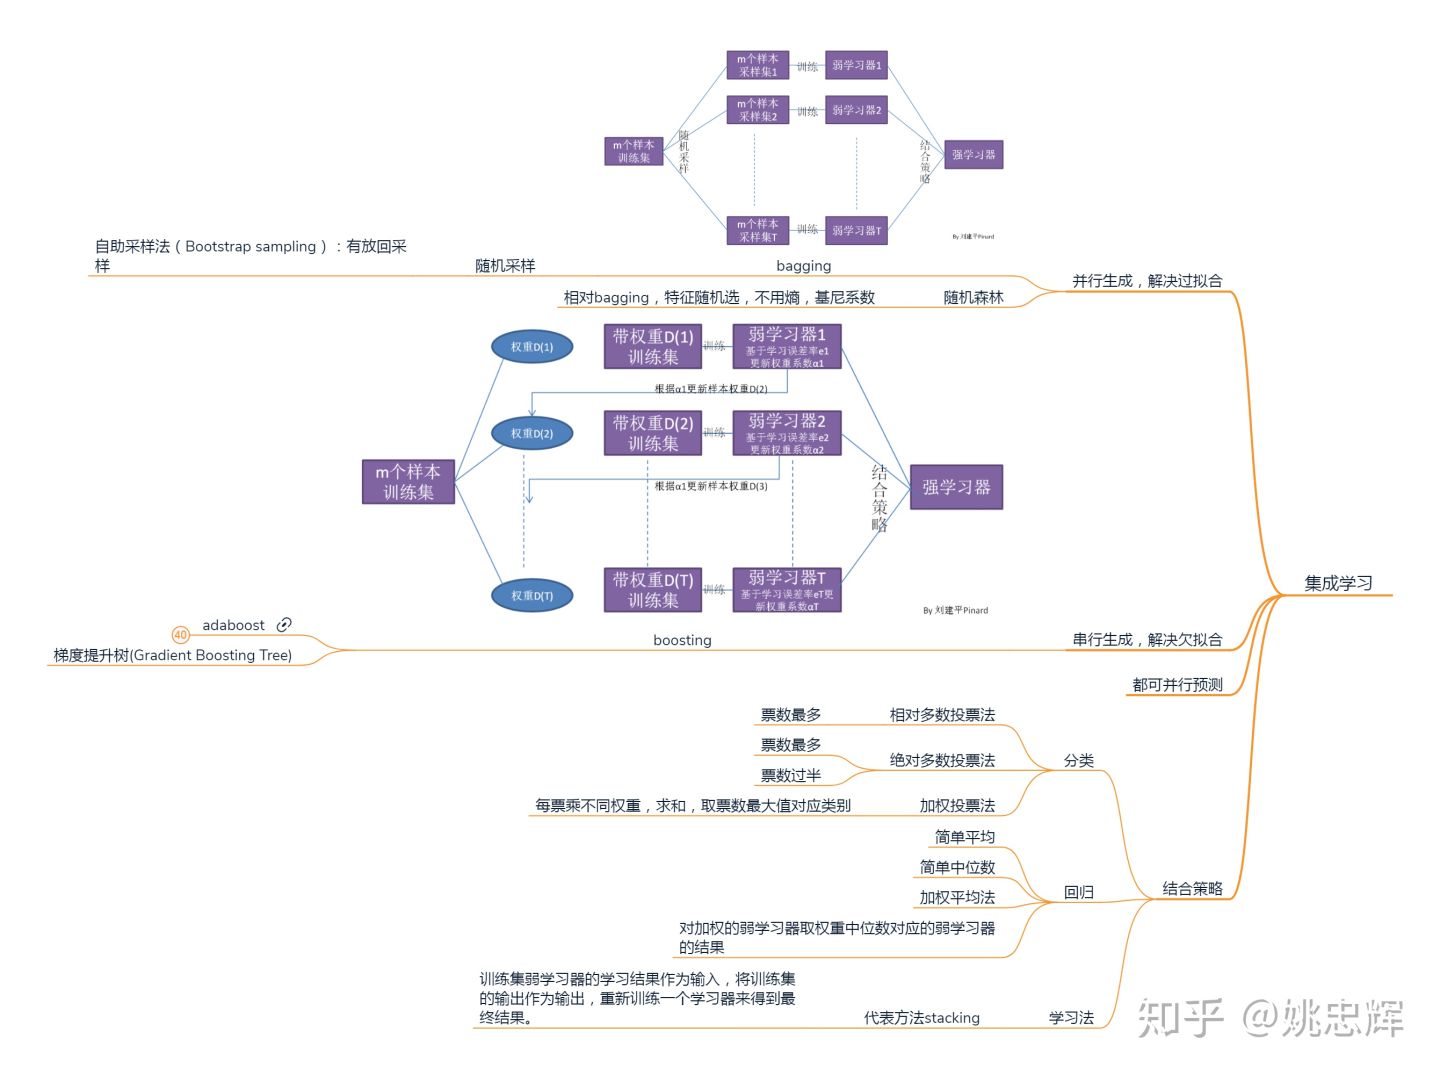 m个样本
采样集1
训练
弱学习器1
m个样本
采样集2
训练
弱学习器2
m个样本
训练集
随机采样
结合策略
强学习器
m个样本
采样集T
训练
弱学习器T
By 刘建平Pinard
自助采样法（Bootstrap sampling）：有放回采
样
随机采样
bagging
并行生成，解决过拟合
相对bagging，特征随机选，不用熵，基尼系数
随机森林
权重D(1)
带权重D(1)
训练集
训练
弱学习器1
基于学习误差率e1
更新权重系数α1
根据α1更新样本权重D(2)
权重D(2)
带权重D(2)
训练集
训练
弱学习器2
基于学习误差率e2
更新权重系数α2
m个样本
训练集
根据α1更新样本权重D(3)
结合策略
强学习器
权重D(T)
带权重D(T)
训练集
训练
弱学习器T
基于学习误差率eT更
新权重系数αT
By 刘建平Pinard
集成学习
adaboost
40
梯度提升树(Gradient Boosting Tree)
boosting
串行生成，解决欠拟合
都可并行预测
票数最多
相对多数投票法
票数最多
票数过半
绝对多数投票法
分类
每票乘不同权重，求和，取票数最大值对应类别
加权投票法
简单平均
简单中位数
加权平均法
回归
结合策略
对加权的弱学习器取权重中位数对应的弱学习器
的结果
训练集弱学习器的学习结果作为输入，将训练集
的输出作为输出，重新训练一个学习器来得到最
终结果。
代表方法stacking
学习法
知乎 @姚忠辉